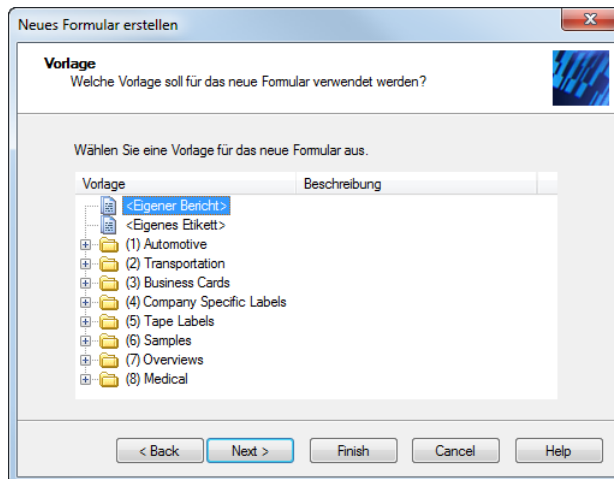 Neues Formular erstellen
Vorlage
Welche Vorlage soll für das neue Formular verwendet werden?
Wählen Sie eine Vorlage für das neue Formular aus.
Vorlage Beschreibung
<Eigener Bericht>
<Eigenes Etikett>
(1) Automotive
(2) Transportation
(3) Business Cards
(4) Company Specific Labels
(5) Tape Labels
(6) Samples
(7) Overviews
(8) Medical
< Back Next > Finish Cancel Help